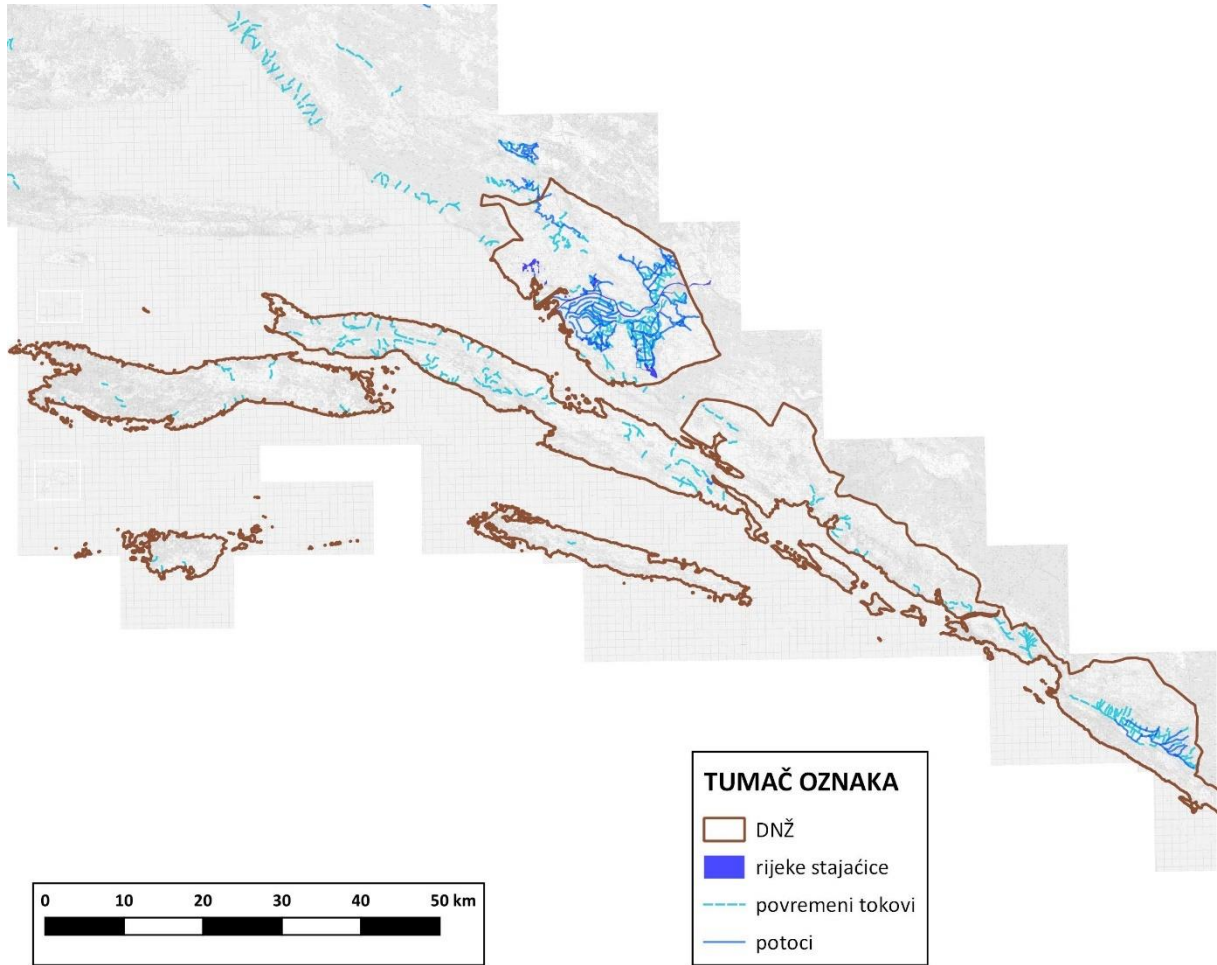 TUMAČ OZNAKA
DNŽ
rijeke stajaćice
povremeni tokovi
potoci
0 10 20 30 40 50 km